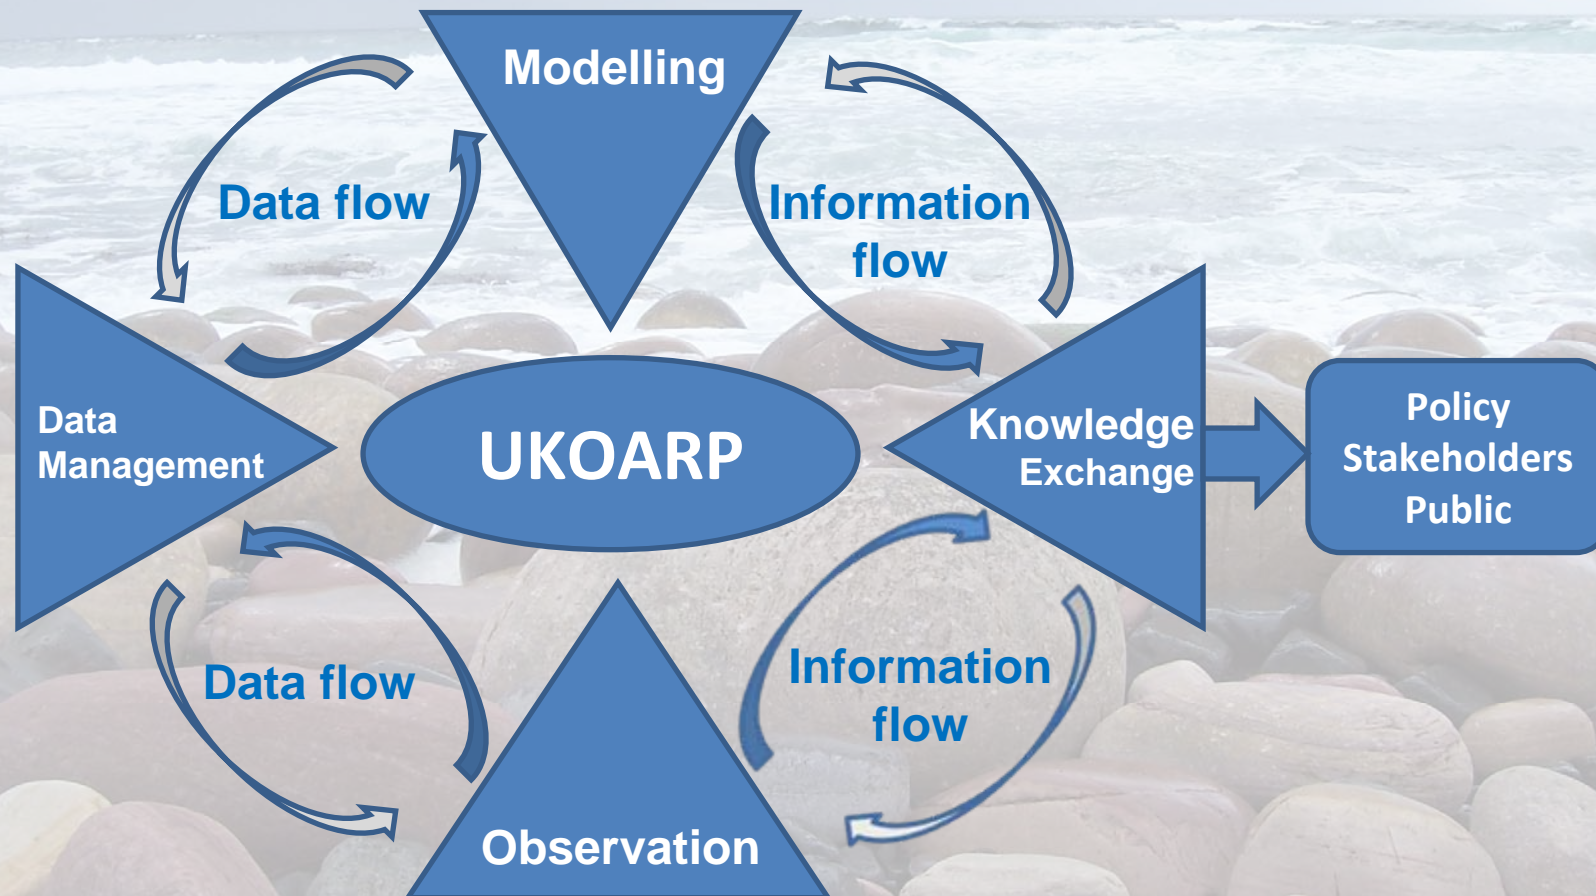 Modelling
Data flow
Information
flow
Data
Management
UKOARP
Knowledge
Exchange
Policy
Stakeholders
Public
Data flow
Information
flow
Observation